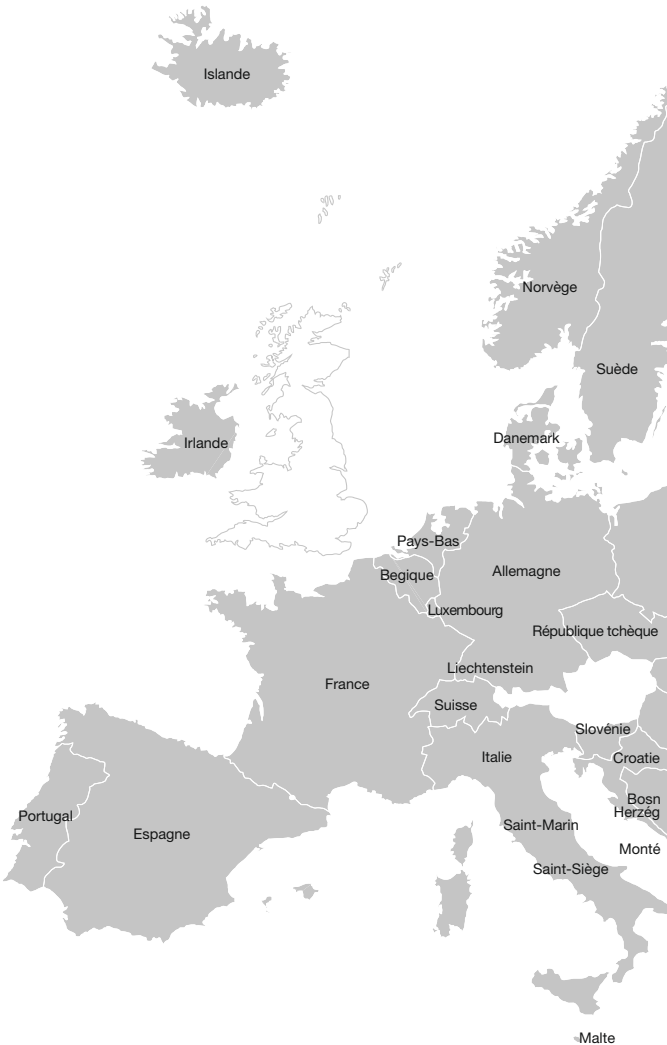 Islande
Norvège
Suède
Danemark
Irlande
Pays-Bas
Allemagne
Begique
Luxembourg
République tchèque
Liechtenstein
France
Suisse
Slovénie
Italie
Croatie
Bosn
Herzég
Portugal
Saint-Marin
Espagne
Monté
Saint-Siège
Malte